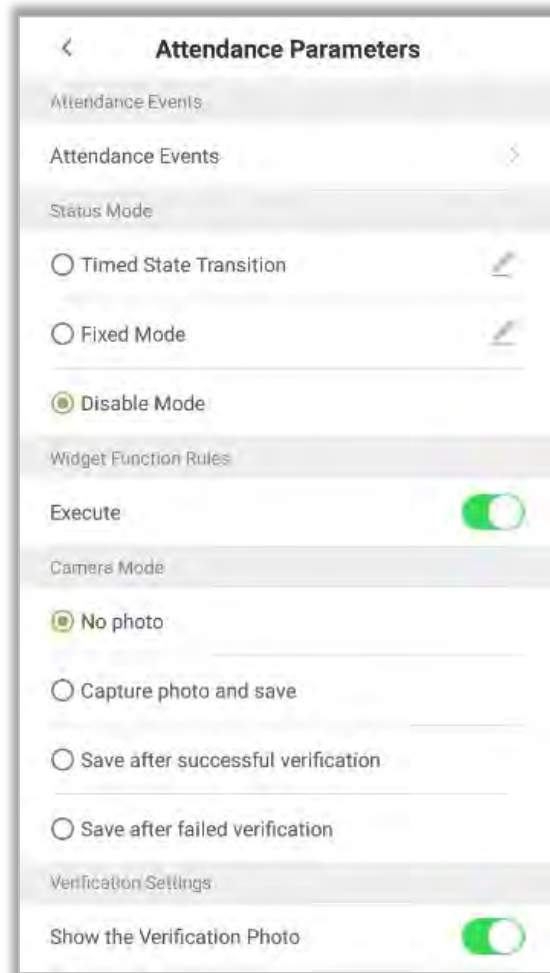 Attendance Parameters
Attendance Events
Attendance Events
Status Mode
Timed State Transition
Fixed Mode
Disable Mode
Widget Function Rules
Execute
Camera Mode
No photo
Capture photo and save
Save after successful verification
Save after failed verification
Verification Settings
Show the Verification Photo